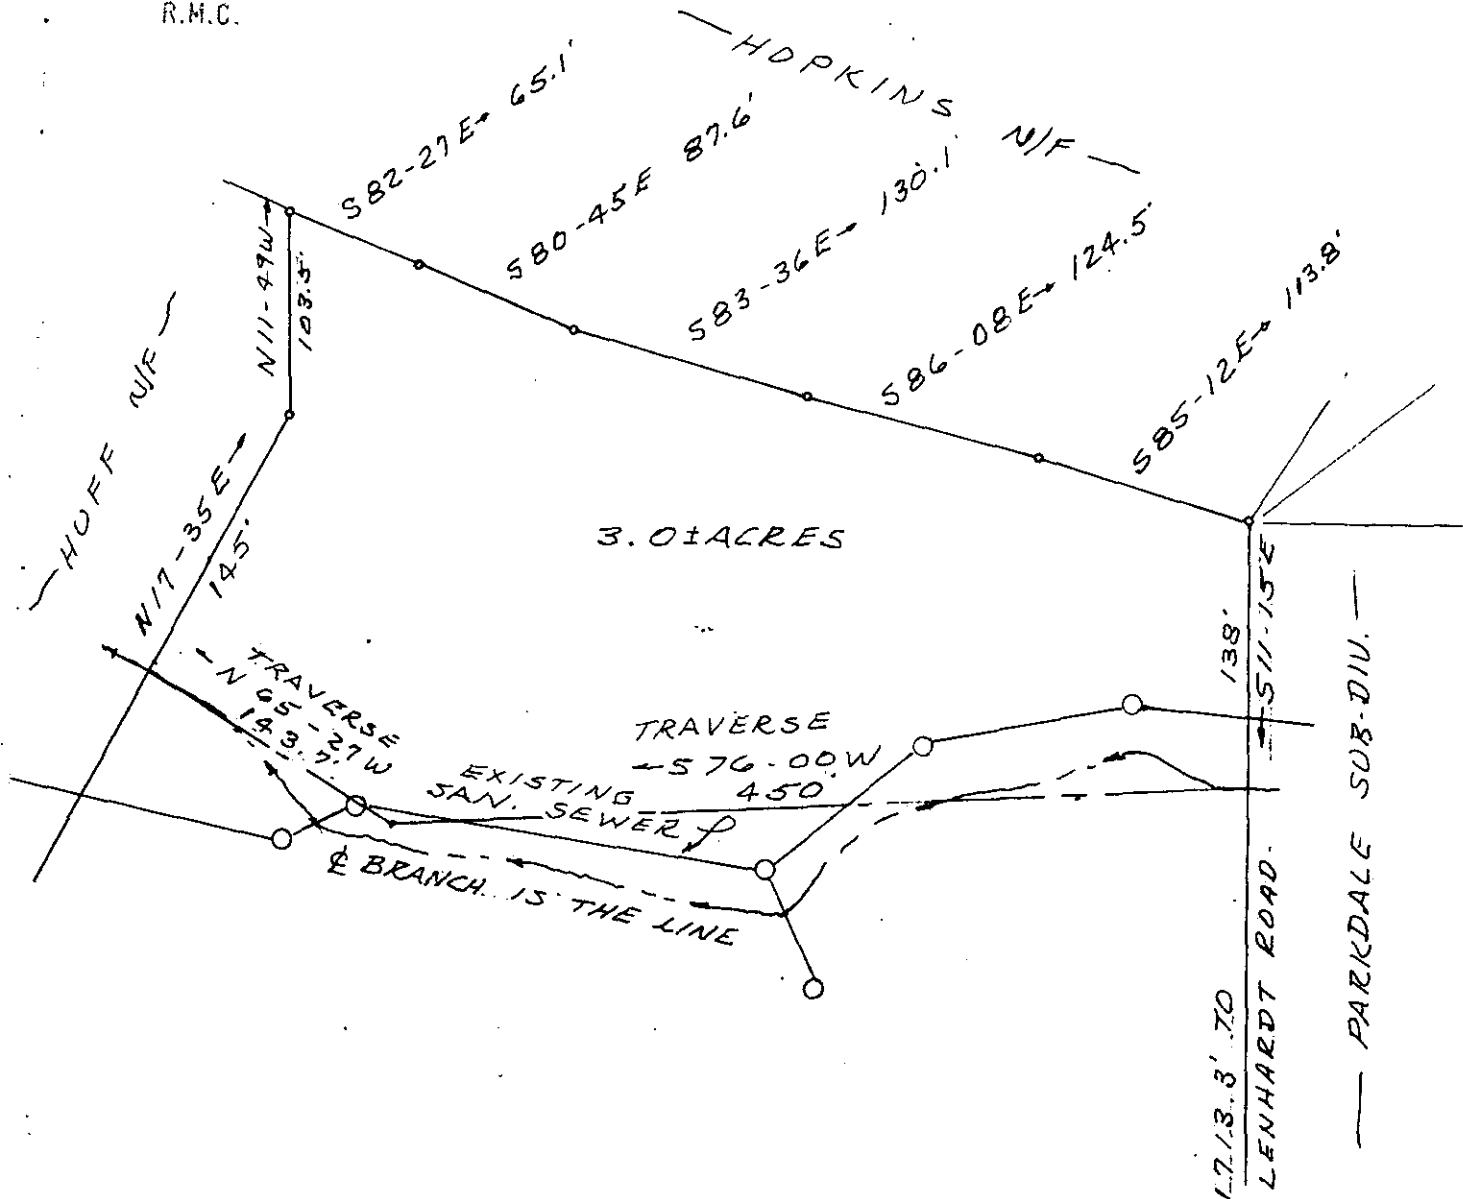 R.M.C.
— HOPKINS N/F —
S82-27E 65.1'
S80-45E 87.6'
S83-36E 130.1'
S86-08E 124.5'
S85-12E 113.8'
N11-49W
103.5'
— HUFF N/F —
N17-35E
145'
3.0±ACRES
TRAVERSE
N 65-27W
143.7'
TRAVERSE
S76-00W
450'
EXISTING
SAN. SEWER
℄ BRANCH IS THE LINE
138'
S11-15E
— PARKDALE SUB-DIV. —
1713.3' TO
LENHARDT ROAD